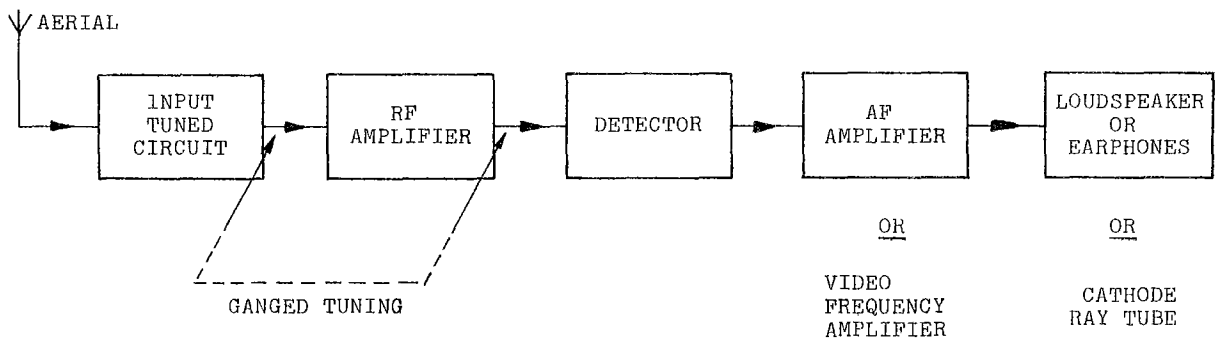 AERIAL
INPUT
TUNED
CIRCUIT
RF
AMPLIFIER
DETECTOR
AF
AMPLIFIER
LOUDSPEAKER
OR
EARPHONES
GANGED TUNING
OR
VIDEO
FREQUENCY
AMPLIFIER
OR
CATHODE
RAY TUBE